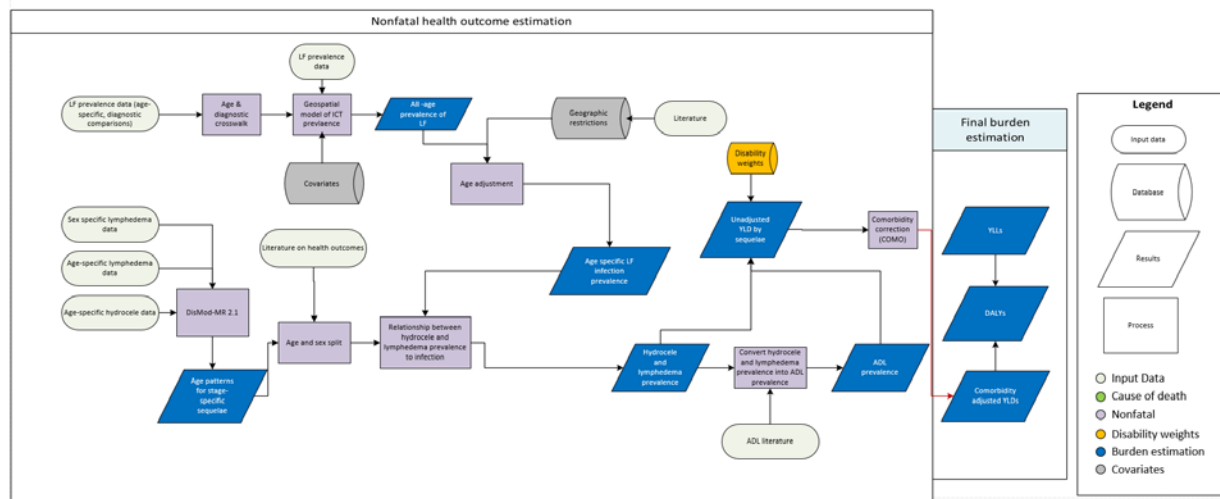 Nonfatal health outcome estimation
LF prevalence
data
LF prevalence data (age-
specific, diagnostic
comparisons)
Age &
diagnostic
crosswalk
Geospatial
model of ICT
prevlaence
All-age
prevalence of
LF
Geographic
restrictions
Literature
Covariates
Age adjustment
Disability
weights
Sex specific lymphedema
data
Age-specific lymphedema
data
Age-specific hydrocele data
Literature on health outcomes
DisMod-MR 2.1
Age and sex split
Relationship between
hydrocele and
lymphedema prevalence
to infection
Age specific LF
infection
prevalence
Unadjusted
YLD by
sequelae
Comorbidity
correction
(COMO)
Age patterns
for stage-
specific
sequelae
Hydrocele
and
lymphedema
prevalence
Convert hydrocele
and lymphedema
prevalence into ADL
prevalence
ADL
prevalence
ADL literature
Final burden
estimation
YLLs
DALYs
Comorbidity
adjusted YLDs
Legend
Input data
Database
Results
Process
Input Data
Cause of death
Nonfatal
Disability weights
Burden estimation
Covariates